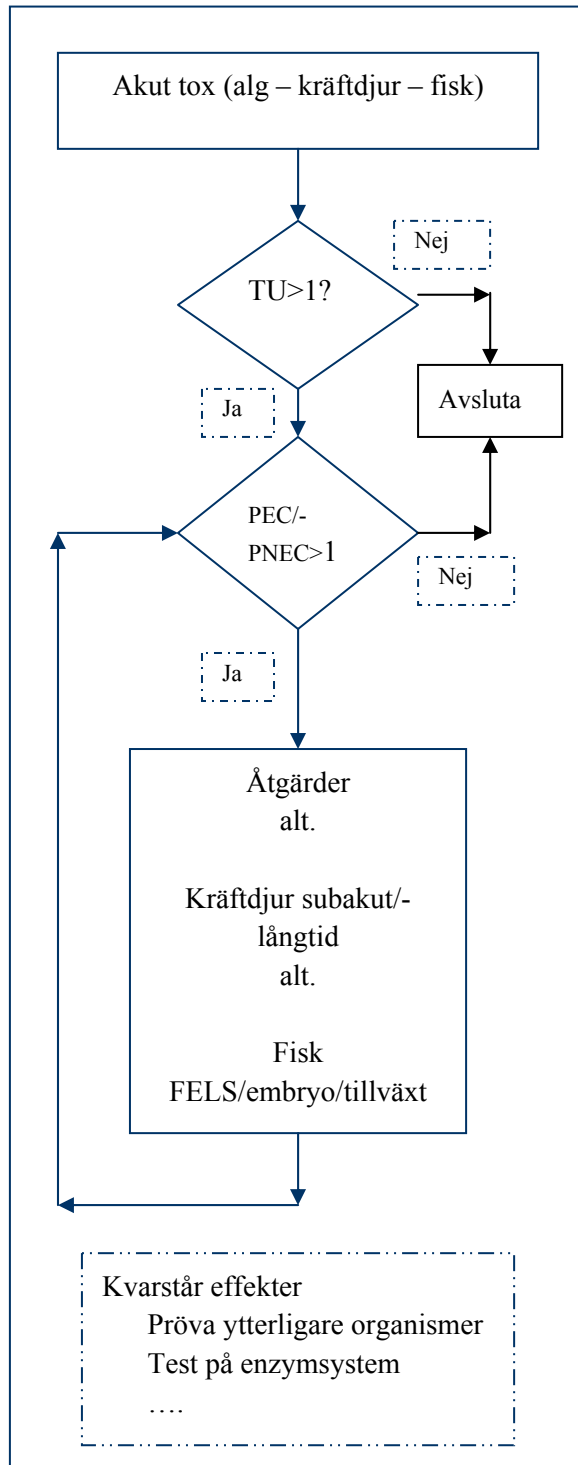 Akut tox (alg – kräftdjur – fisk)
TU>1?
Nej
Avsluta
Ja
PEC/-
PNEC>1
Nej
Ja
Åtgärder
alt.
Kräftdjur subakut/-
långtid
alt.
Fisk
FELS/embryo/tillväxt
Kvarstår effekter
Pröva ytterligare organismer
Test på enzymsystem
….